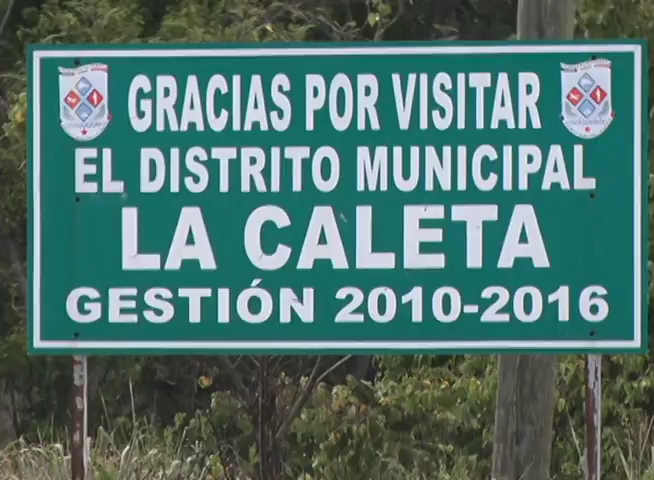 GRACIAS POR VISITAR
EL DISTRITO MUNICIPAL
LA CALETA
GESTIÓN 2010-2016